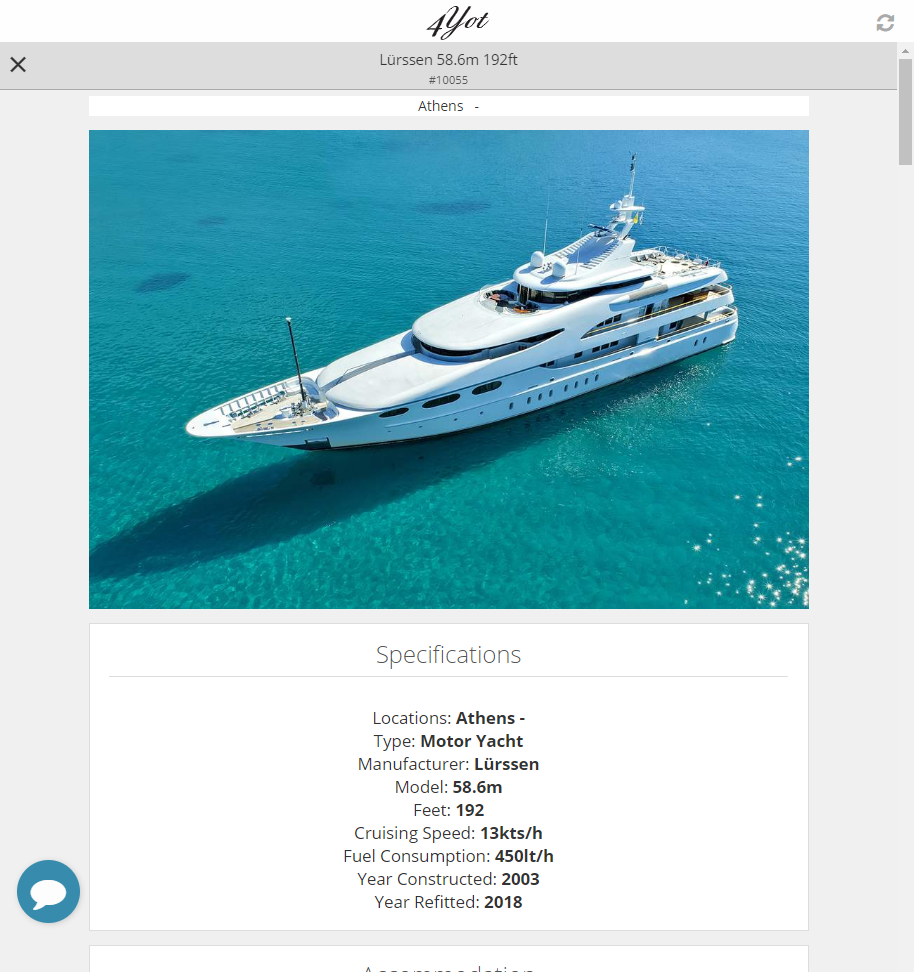 4Yot
Lürssen 58.6m 192ft
#10055
Athens -
Specifications
Locations: Athens -
Type: Motor Yacht
Manufacturer: Lürssen
Model: 58.6m
Feet: 192
Cruising Speed: 13kts/h
Fuel Consumption: 450lt/h
Year Constructed: 2003
Year Refitted: 2018
Accommodation